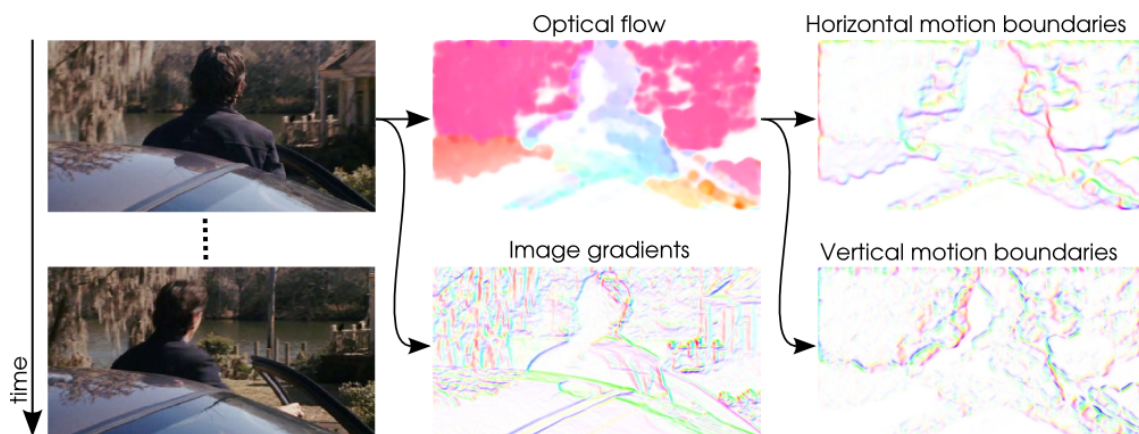 Optical flow
Horizontal motion boundaries
Image gradients
Vertical motion boundaries
time